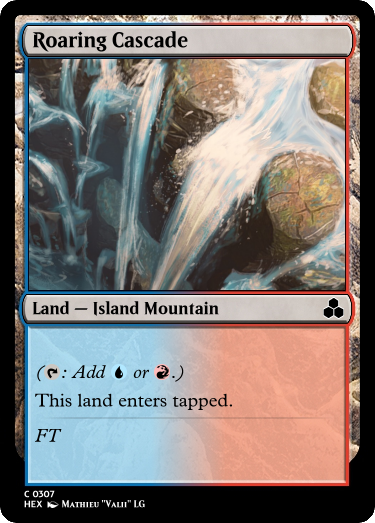 Roaring Cascade
Land — Island Mountain
(: Add or .)
This land enters tapped.
FT
C 0307
HEX Mathieu "Valii" LG